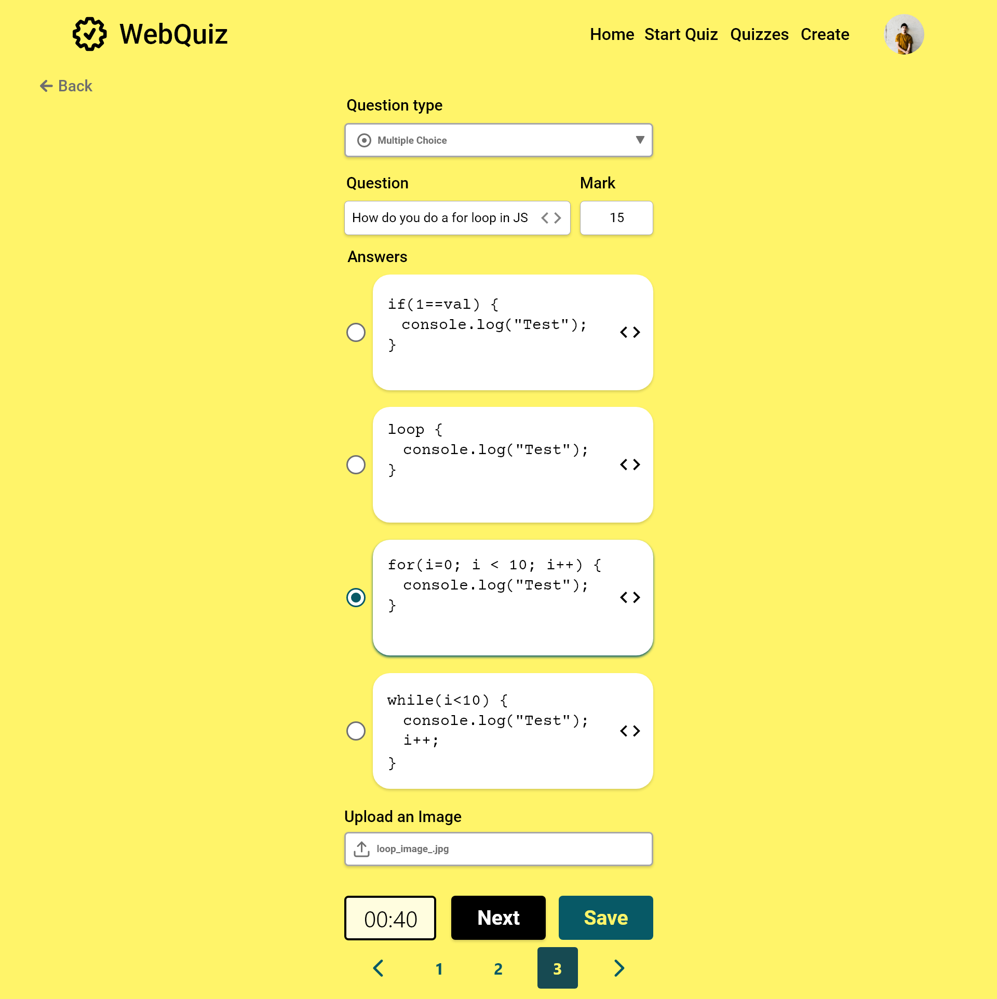 WebQuiz
Home Start Quiz Quizzes Create
Back
Question type
Multiple Choice
Question Mark
How do you do a for loop in JS 15
Answers
if(1==val) {
console.log("Test");
}
loop {
console.log("Test");
}
for(i=0; i < 10; i++) {
console.log("Test");
}
while(i<10) {
console.log("Test");
i++;
}
Upload an Image
loop_image_.jpg
00:40 Next Save
1 2 3